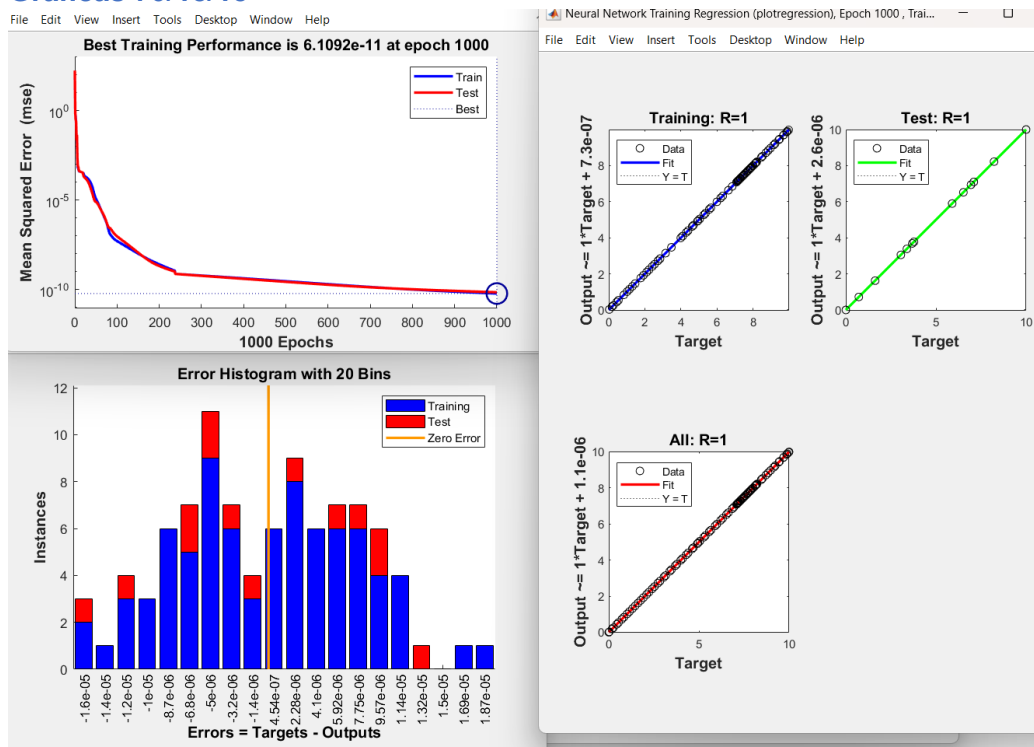 File Edit View Insert Tools Desktop Window Help
Best Training Performance is 6.1092e-11 at epoch 1000
Mean Squared Error (mse)
10^0
10^-5
10^-10
Train
Test
Best
0 100 200 300 400 500 600 700 800 900 1000
1000 Epochs
Error Histogram with 20 Bins
Instances
12
10
8
6
4
2
0
Training
Test
Zero Error
-1.6e-05
-1.4e-05
-1.2e-05
-1e-05
-8.7e-06
-6.8e-06
-5e-06
-3.2e-06
-1.4e-06
4.54e-07
2.28e-06
4.1e-06
5.92e-06
7.75e-06
9.57e-06
1.14e-05
1.32e-05
1.5e-05
1.69e-05
1.87e-05
Errors = Targets - Outputs
Neural Network Training Regression (plotregression), Epoch 1000 , Trai...
File Edit View Insert Tools Desktop Window Help
Training: R=1
Output ~= 1*Target + 7.3e-07
8
6
4
2
0
Data
Fit
Y = T
0 2 4 6 8
Target
Test: R=1
Output ~= 1*Target + 2.6e-06
10
8
6
4
2
0
Data
Fit
Y = T
0 5 10
Target
All: R=1
Output ~= 1*Target + 1.1e-06
10
8
6
4
2
0
Data
Fit
Y = T
0 5 10
Target